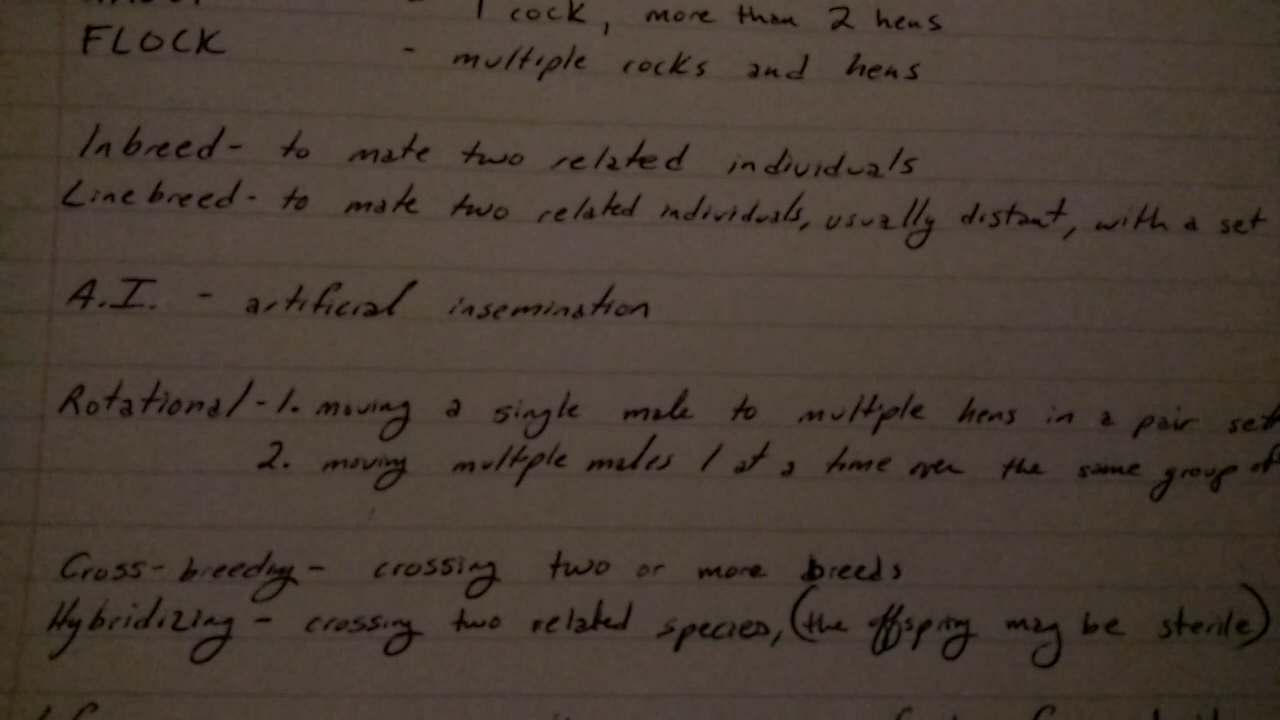 - 1 cock, more than 2 hens
FLOCK - multiple cocks and hens
Inbreed - to mate two related individuals
Linebreed - to mate two related individuals, usually distant, with a set
A.I. - artificial insemination
Rotational - 1. moving a single male to multiple hens in a pair set
2. moving multiple males 1 at a time over the same group of
Cross-breeding - crossing two or more breeds
Hybridizing - crossing two related species, (the offspring may be sterile)